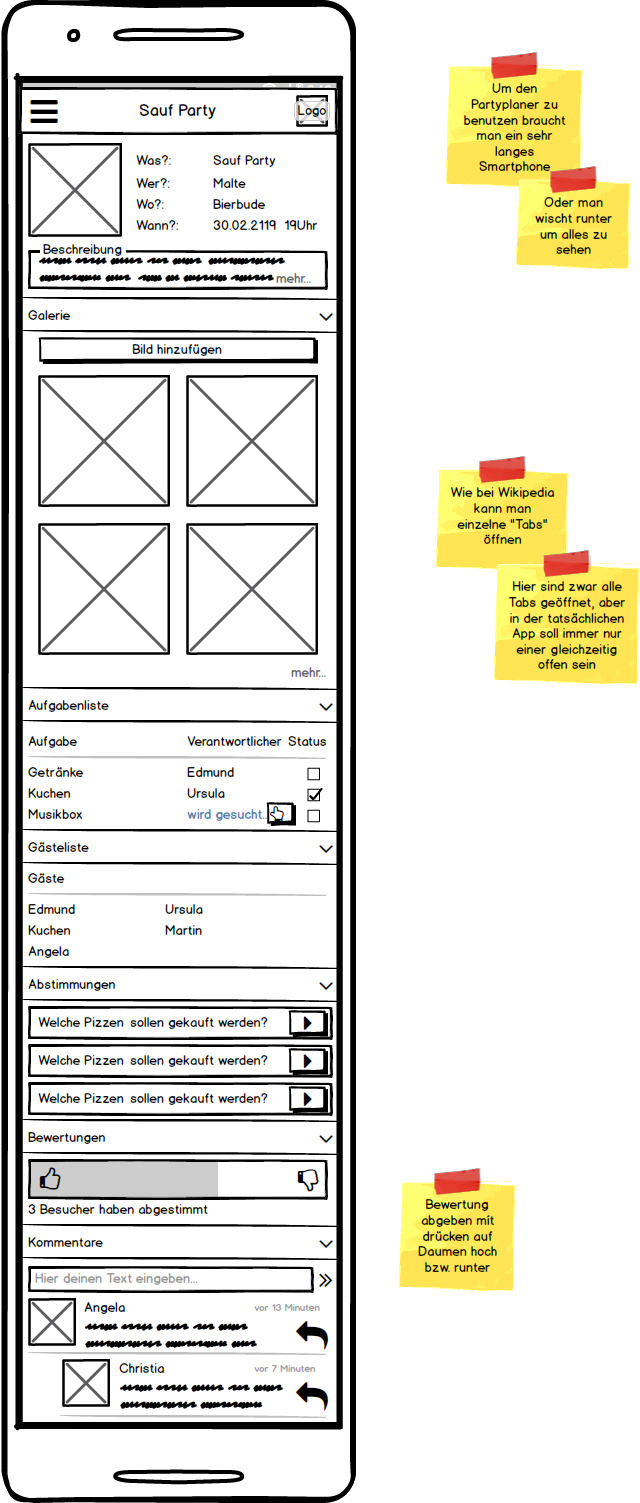 Sauf Party
Logo
Was?: Sauf Party
Wer?: Malte
Wo?: Bierbude
Wann?: 30.02.2119 19Uhr
Beschreibung
mehr...
Galerie
Bild hinzufügen
mehr...
Aufgabenliste
Aufgabe Verantwortlicher Status
Getränke Edmund
Kuchen Ursula
Musikbox wird gesucht..
Gästeliste
Gäste
Edmund Ursula
Kuchen Martin
Angela
Abstimmungen
Welche Pizzen sollen gekauft werden?
Welche Pizzen sollen gekauft werden?
Welche Pizzen sollen gekauft werden?
Bewertungen
3 Besucher haben abgestimmt
Kommentare
Hier deinen Text eingeben...
Angela vor 13 Minuten
Christia vor 7 Minuten
Um den
Partyplaner zu
benutzen braucht
man ein sehr
langes
Smartphone
Oder man
wischt runter
um alles zu
sehen
Wie bei Wikipedia
kann man
einzelne "Tabs"
öffnen
Hier sind zwar alle
Tabs geöffnet, aber
in der tatsächlichen
App soll immer nur
einer gleichzeitig
offen sein
Bewertung
abgeben mit
drücken auf
Daumen hoch
bzw. runter